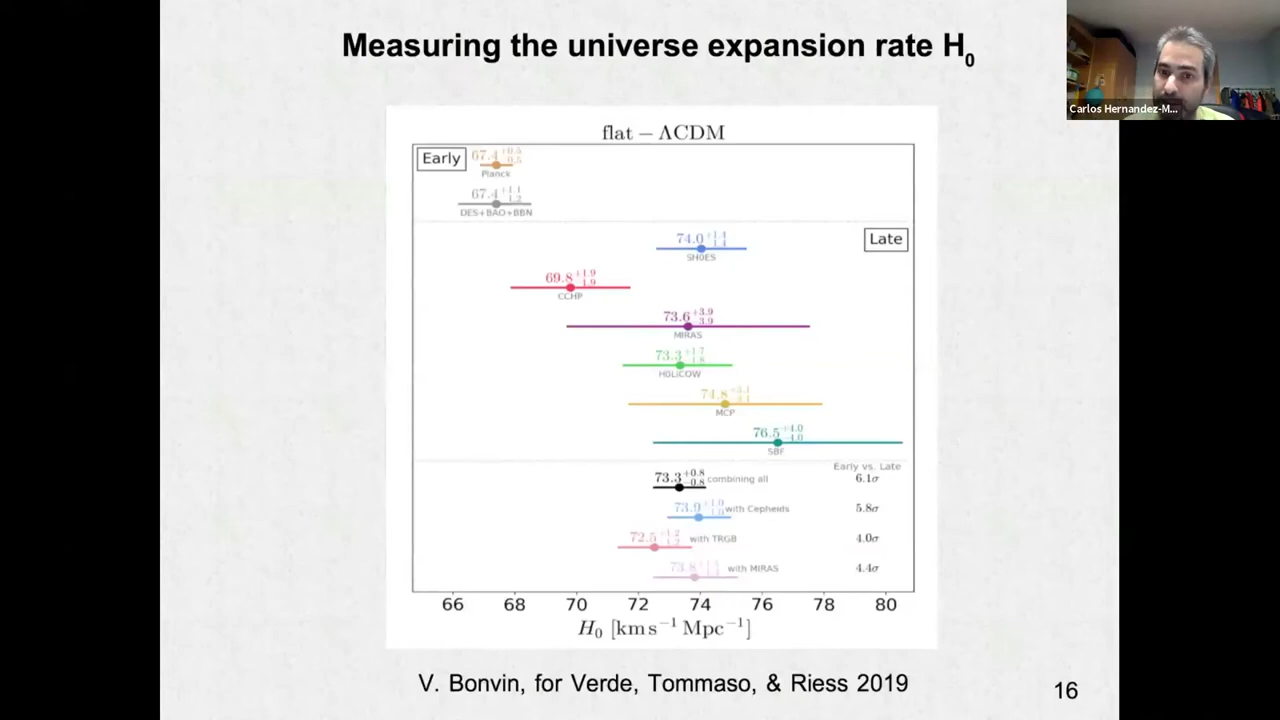 Measuring the universe expansion rate H₀
Carlos Hernandez-M...
flat − ΛCDM
Early
67.4 +0.5 −0.5
Planck
67.4 +1.1 −1.2
DES+BAO+BBN
Late
74.0 +1.4 −1.4
SH0ES
69.8 +1.9 −1.9
CCHP
73.6 +3.9 −3.9
MIRAS
73.3 +1.7 −1.8
H0LiCOW
74.8 +3.1 −3.1
MCP
76.5 +4.0 −4.0
SBF
Early vs. Late
73.3 +0.8 −0.8 combining all 6.1σ
73.9 +1.0 −1.0 with Cepheids 5.8σ
72.5 +1.2 −1.2 with TRGB 4.0σ
73.8 with MIRAS 4.4σ
66 68 70 72 74 76 78 80
H₀ [km s⁻¹ Mpc⁻¹]
V. Bonvin, for Verde, Tommaso, & Riess 2019
16